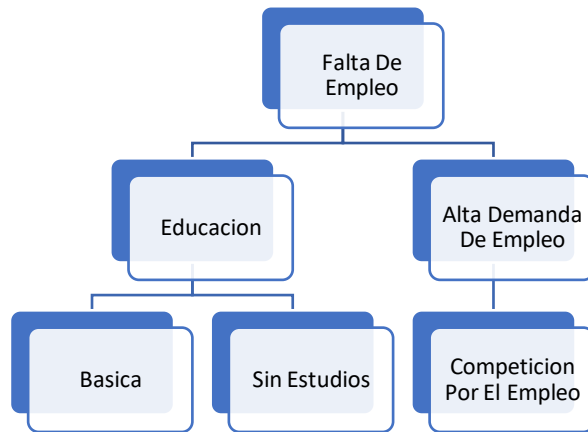 Falta De
Empleo
Educacion
Alta Demanda
De Empleo
Basica
Sin Estudios
Competicion
Por El Empleo